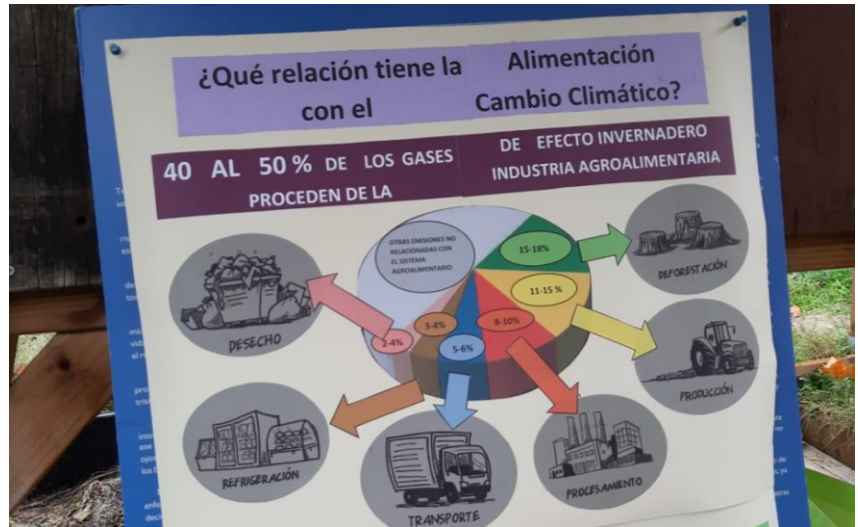 ¿Qué relación tiene la Alimentación
con el Cambio Climático?
40 AL 50 % DE LOS GASES DE EFECTO INVERNADERO
PROCEDEN DE LA INDUSTRIA AGROALIMENTARIA
OTRAS EMISIONES NO
RELACIONADAS CON
EL SISTEMA
AGROALIMENTARIO
15-18%
11-15 %
8-10%
5-6%
3-4%
2-4%
DEFORESTACIÓN
PRODUCCIÓN
PROCESAMIENTO
TRANSPORTE
REFRIGERACIÓN
DESECHO